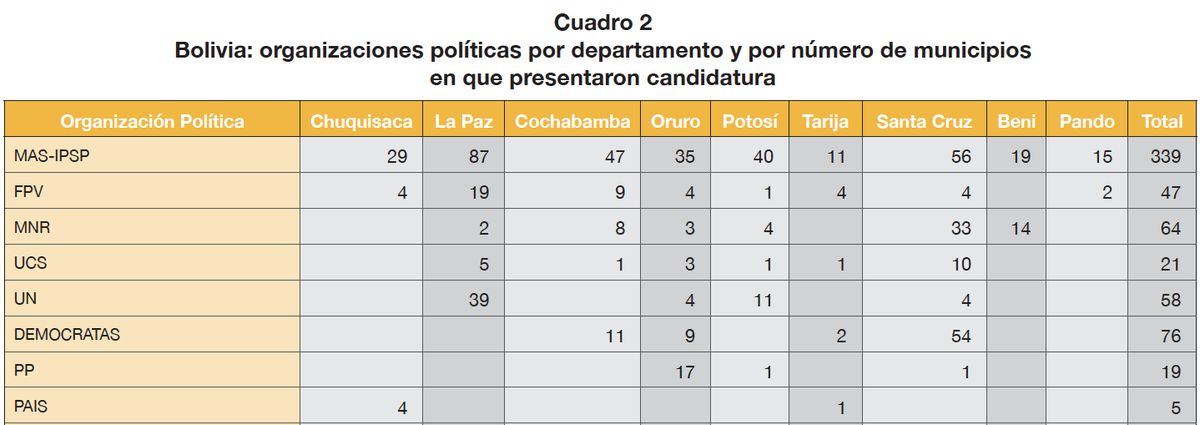 Cuadro 2
Bolivia: organizaciones políticas por departamento y por número de municipios
en que presentaron candidatura
Organización Política Chuquisaca La Paz Cochabamba Oruro Potosí Tarija Santa Cruz Beni Pando Total
MAS-IPSP 29 87 47 35 40 11 56 19 15 339
FPV 4 19 9 4 1 4 4 2 47
MNR 2 8 3 4 33 14 64
UCS 5 1 3 1 1 10 21
UN 39 4 11 4 58
DEMOCRATAS 11 9 2 54 76
PP 17 1 1 19
PAIS 4 1 5